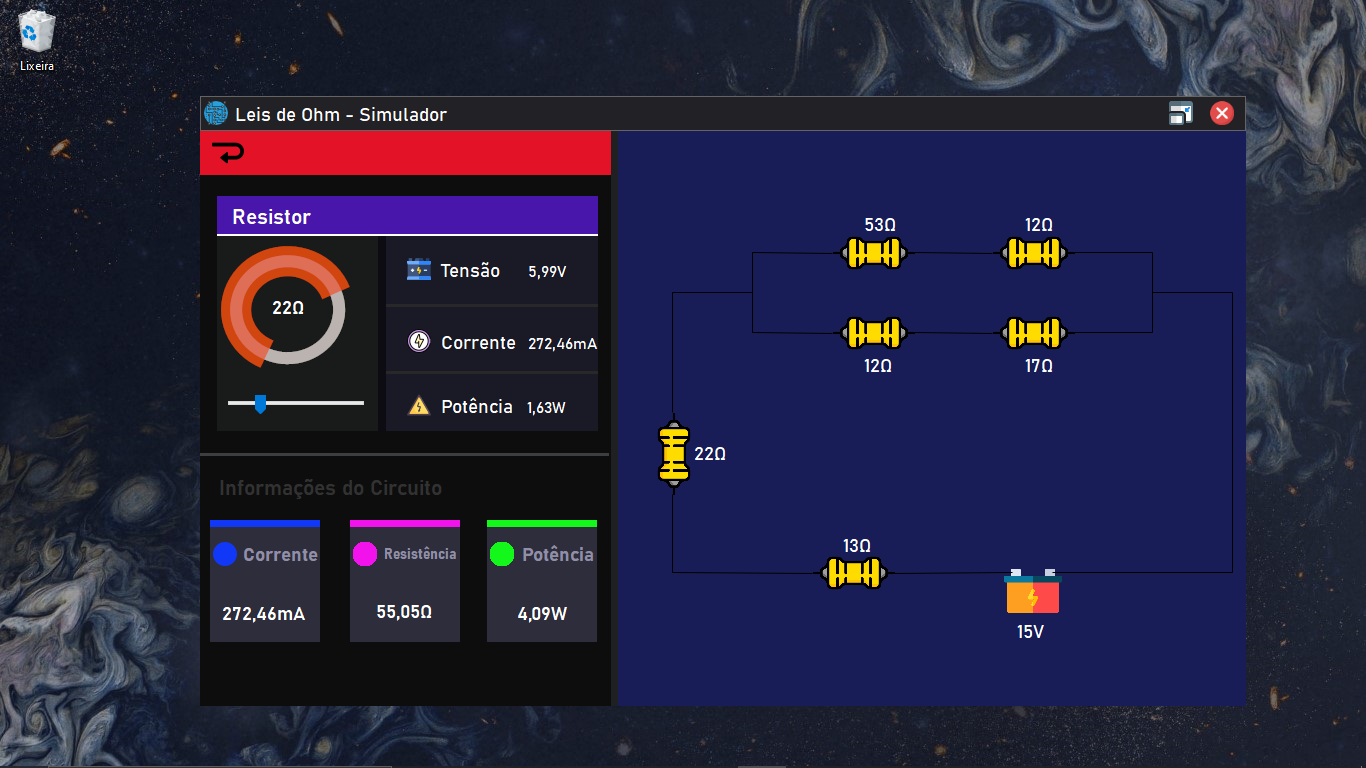 Lixeira
Leis de Ohm - Simulador
Resistor
22Ω
Tensão 5,99V
Corrente 272,46mA
Potência 1,63W
Informações do Circuito
Corrente
272,46mA
Resistência
55,05Ω
Potência
4,09W
53Ω
12Ω
12Ω
17Ω
22Ω
13Ω
15V